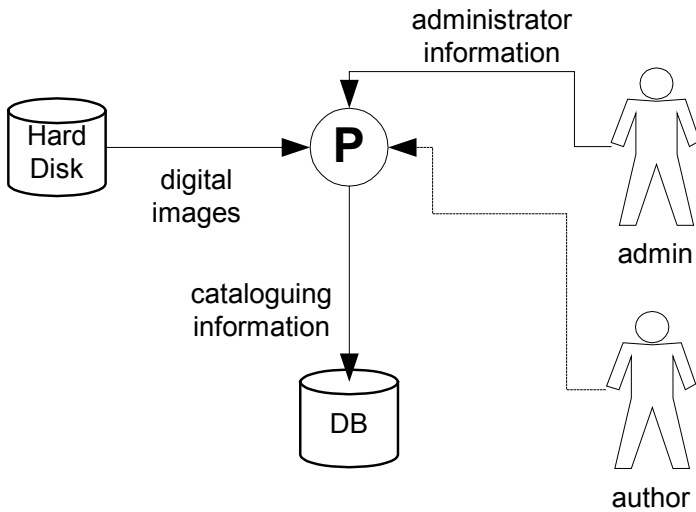 administrator
information
Hard
Disk
P
digital
images
admin
cataloguing
information
DB
author